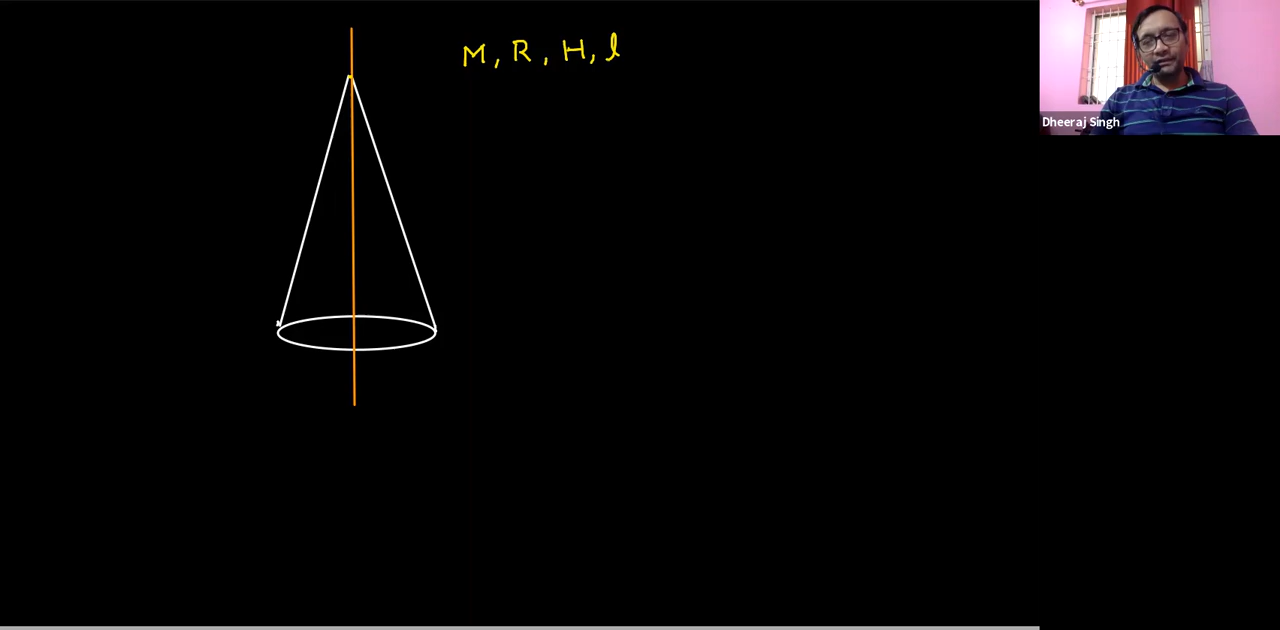 M, R, H, l
Dheeraj Singh